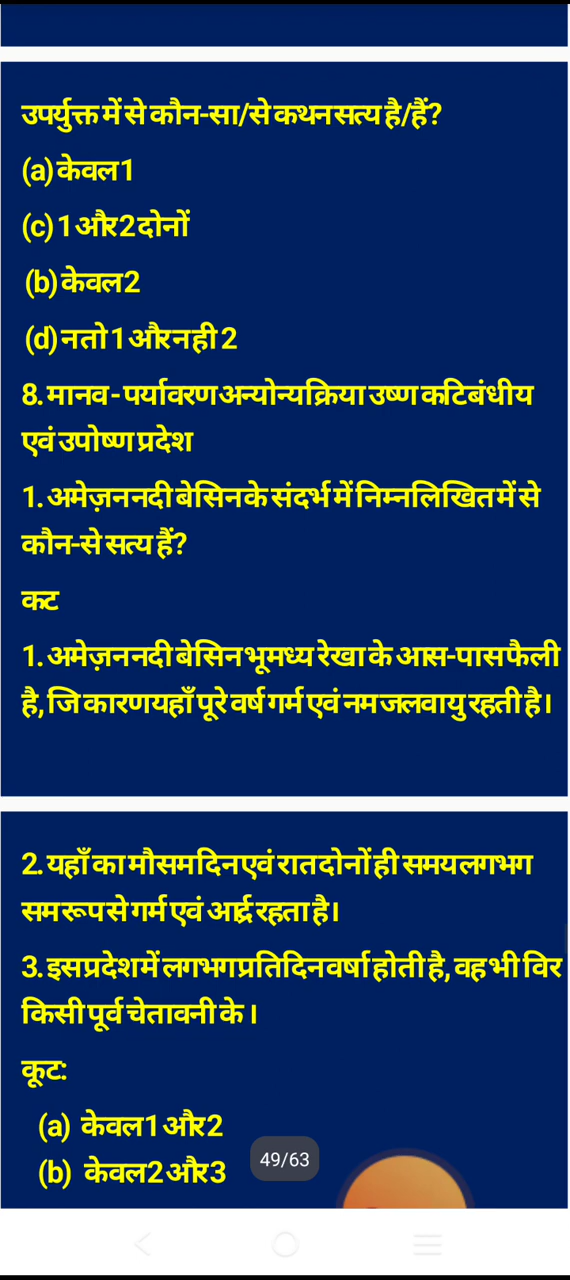 उपर्युक्त में से कौन-सा/से कथन सत्य है/हैं?
(a) केवल 1
(c) 1 और 2 दोनों
(b) केवल 2
(d) न तो 1 और न ही 2
8. मानव - पर्यावरण अन्योन्यक्रिया उष्ण कटिबंधीय
एवं उपोष्ण प्रदेश
1. अमेज़न नदी बेसिन के संदर्भ में निम्नलिखित में से
कौन-से सत्य हैं?
कट
1. अमेज़न नदी बेसिन भूमध्य रेखा के आस-पास फैली
है, जि कारण यहाँ पूरे वर्ष गर्म एवं नम जलवायु रहती है।
2. यहाँ का मौसम दिन एवं रात दोनों ही समय लगभग
समरूप से गर्म एवं आर्द्र रहता है।
3. इस प्रदेश में लगभग प्रतिदिन वर्षा होती है, वह भी विर
किसी पूर्व चेतावनी के ।
कूट:
(a) केवल 1 और 2
(b) केवल 2 और 3
49/63